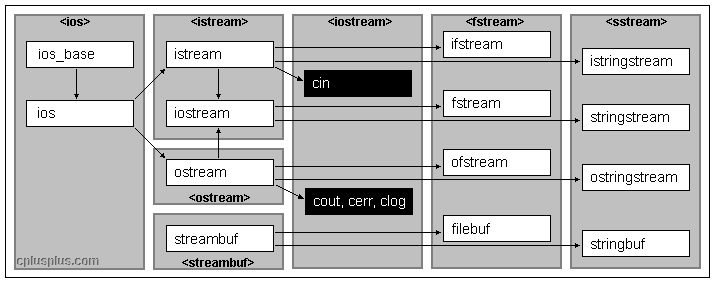 <ios>
<istream>
<iostream>
<fstream>
<sstream>
ios_base
istream
ifstream
istringstream
cin
ios
iostream
fstream
stringstream
ostream
ofstream
ostringstream
<ostream>
cout, cerr, clog
streambuf
filebuf
stringbuf
<streambuf>
cplusplus.com